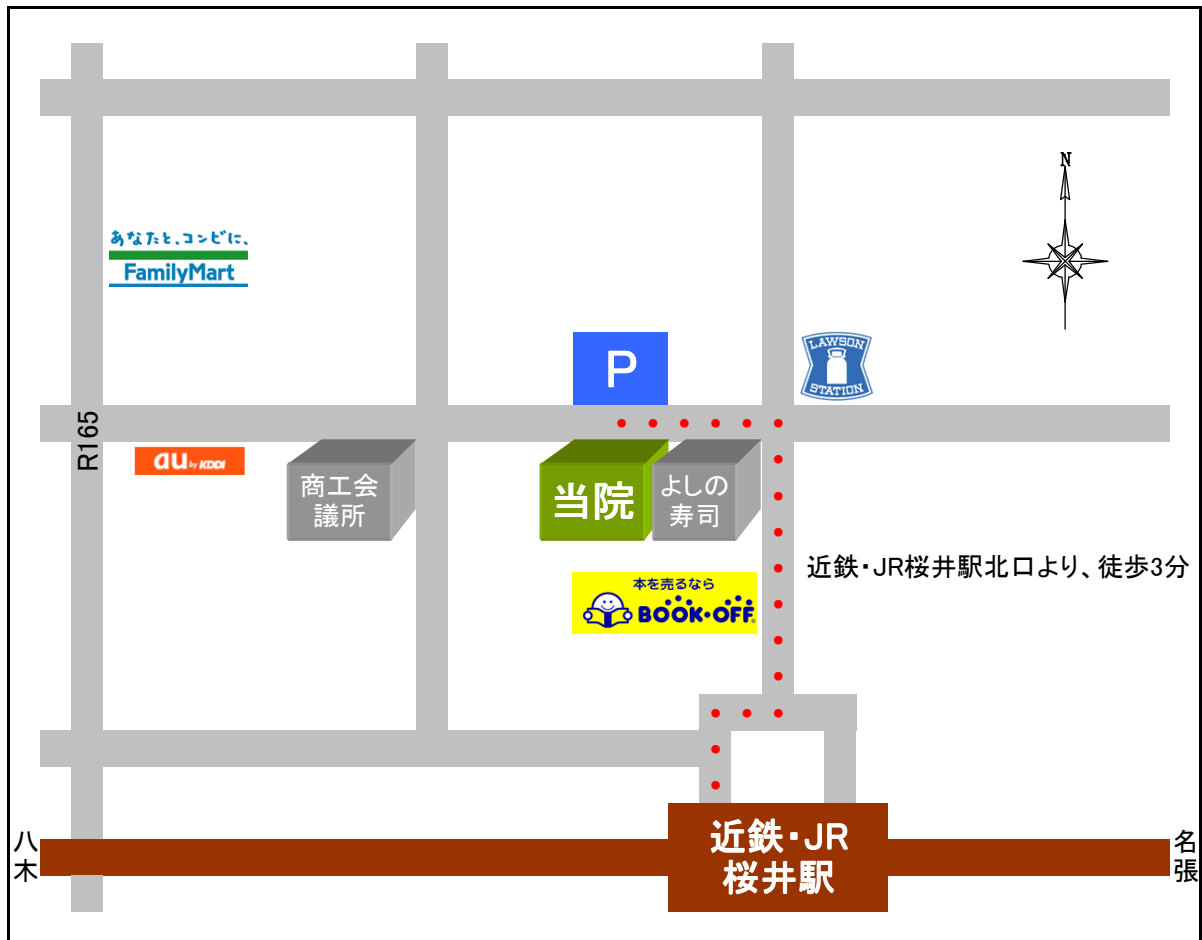 N
あなたと、コンビに、
FamilyMart
P
LAWSON
STATION
R165
au by KDDI
商工会
議所
当院
よしの
寿司
近鉄・JR桜井駅北口より、徒歩3分
本を売るなら
BOOK・OFF
八木
近鉄・JR
桜井駅
名張